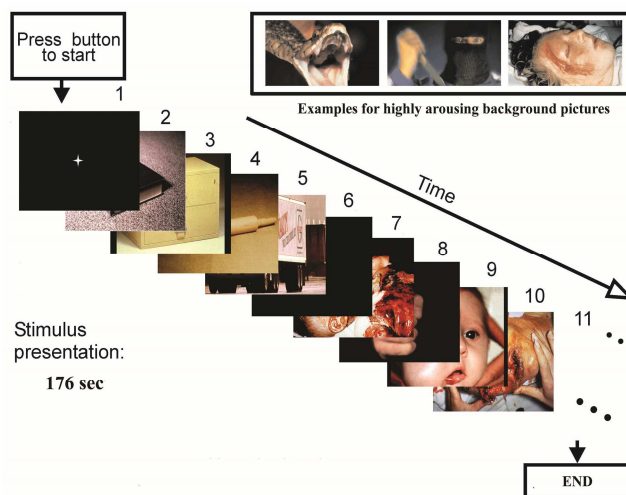 Press button
to start
Examples for highly arousing background pictures
1
2
3
4
5
6
7
8
9
10
11
Time
Stimulus
presentation:
176 sec
END